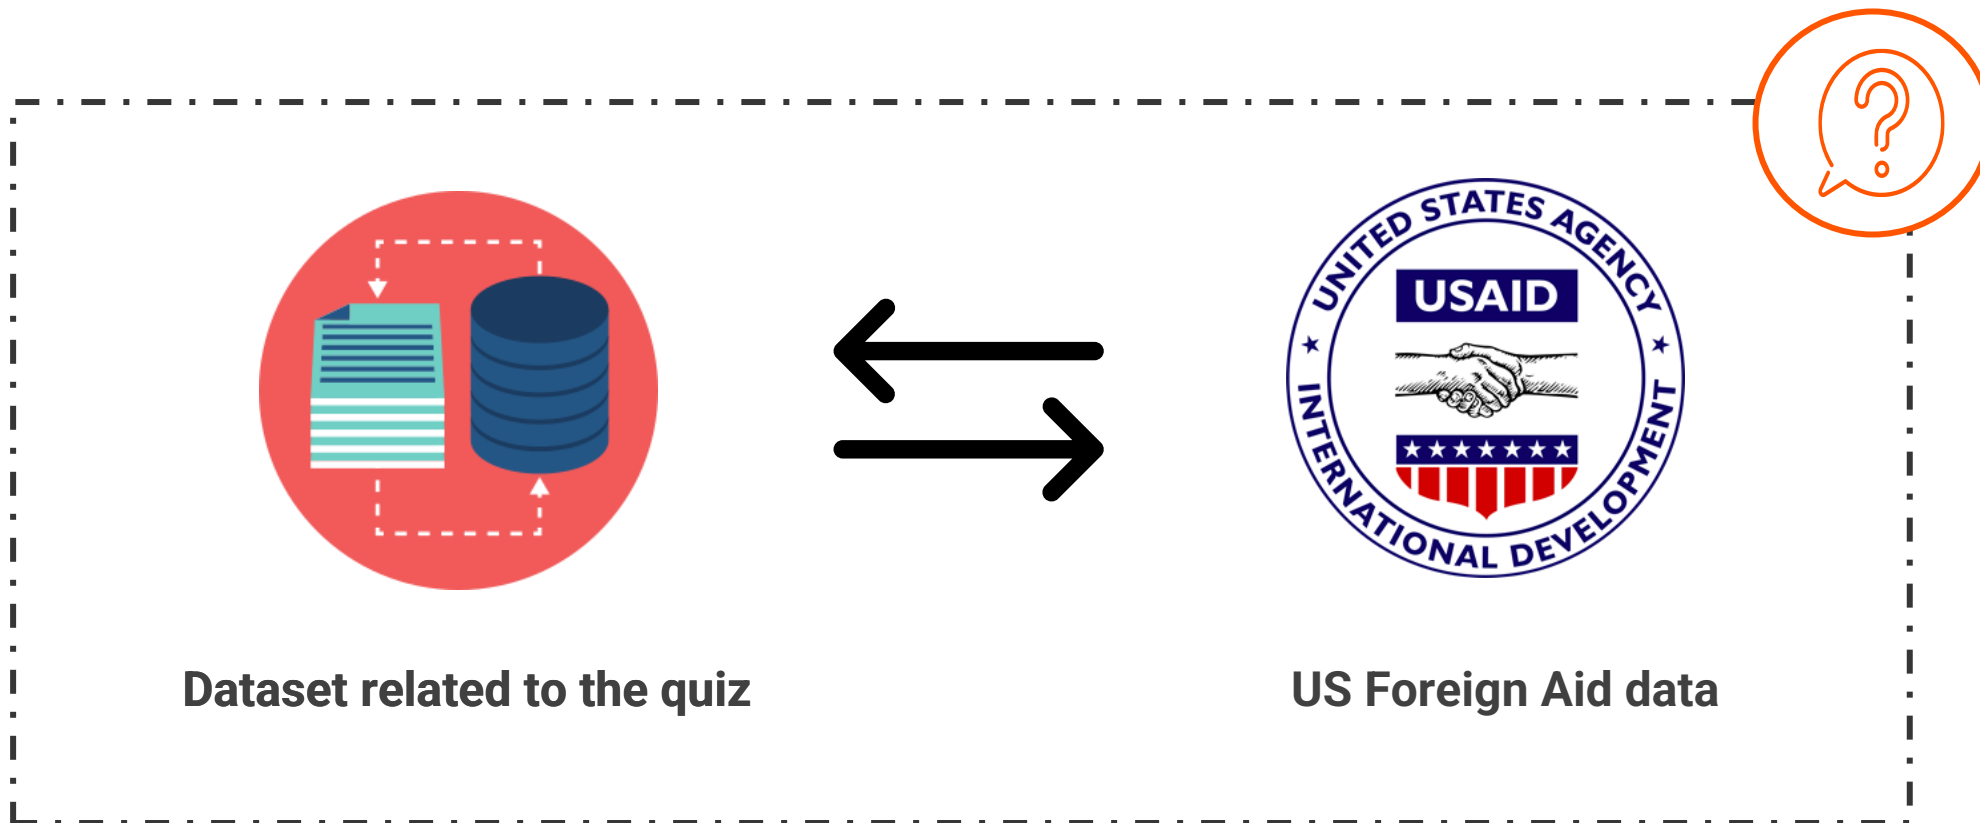 UNITED STATES AGENCY
USAID
INTERNATIONAL DEVELOPMENT
Dataset related to the quiz
US Foreign Aid data